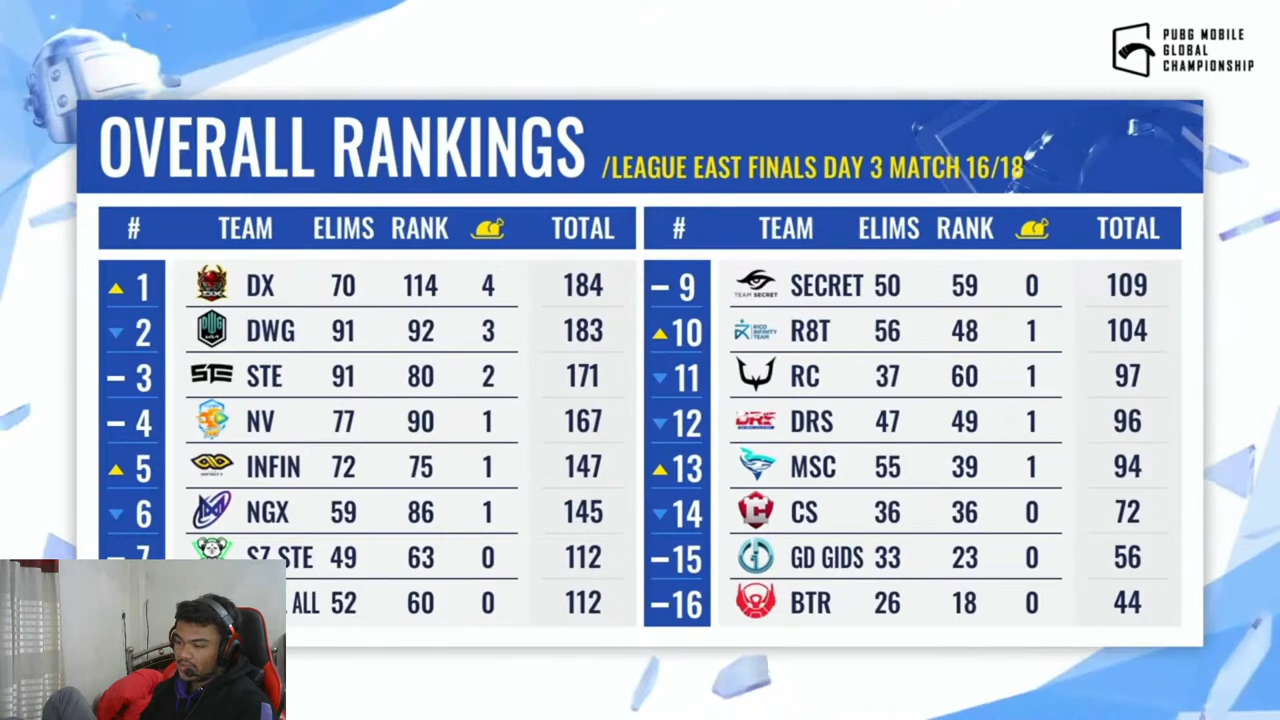 PUBG MOBILE
GLOBAL
CHAMPIONSHIP
OVERALL RANKINGS /LEAGUE EAST FINALS DAY 3 MATCH 16/18
# TEAM ELIMS RANK TOTAL
1 DX 70 114 4 184
2 DWG 91 92 3 183
3 STE 91 80 2 171
4 NV 77 90 1 167
5 INFIN 72 75 1 147
6 NGX 59 86 1 145
7 S7 STE 49 63 0 112
ALL 52 60 0 112
# TEAM ELIMS RANK TOTAL
9 TEAM SECRET SECRET 50 59 0 109
10 R8T 56 48 1 104
11 RC 37 60 1 97
12 DRS DRS 47 49 1 96
13 MSC 55 39 1 94
14 CS 36 36 0 72
15 GD GIDS 33 23 0 56
16 BTR 26 18 0 44